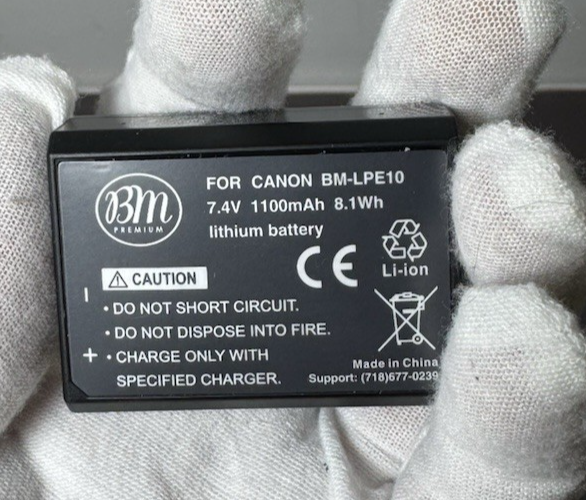 BM
PREMIUM
FOR CANON BM-LPE10
7.4V 1100mAh 8.1Wh
lithium battery
CE
Li-ion
CAUTION
- • DO NOT SHORT CIRCUIT.
• DO NOT DISPOSE INTO FIRE.
+ • CHARGE ONLY WITH
SPECIFIED CHARGER.
Made in China
Support: (718)677-0239